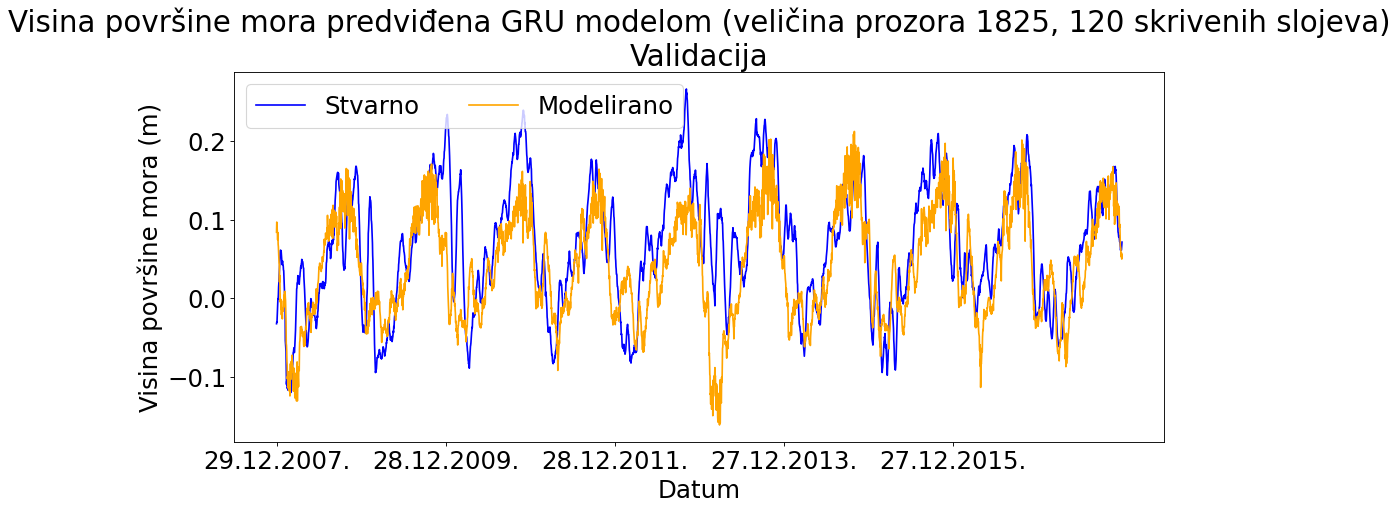 Visina površine mora predviđena GRU modelom (veličina prozora 1825, 120 skrivenih slojeva)
Validacija
Stvarno Modelirano
Visina površine mora (m)
0.2
0.1
0.0
−0.1
29.12.2007. 28.12.2009. 28.12.2011. 27.12.2013. 27.12.2015.
Datum